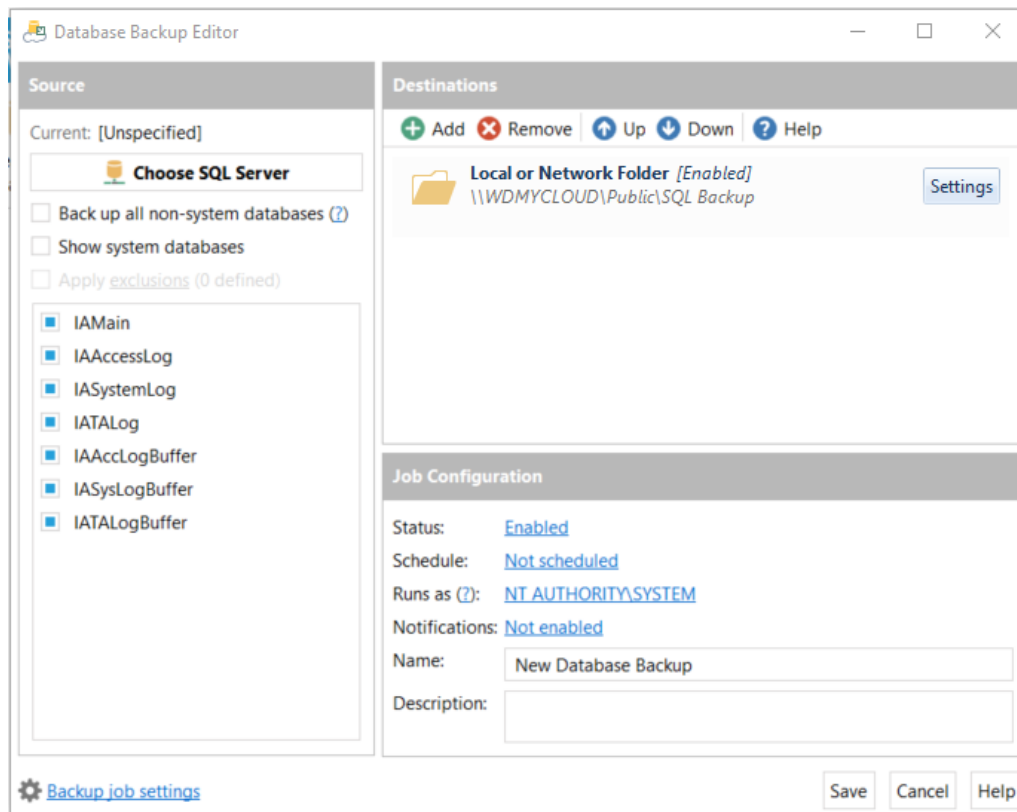 Database Backup Editor
Source
Current: [Unspecified]
Choose SQL Server
Back up all non-system databases (?)
Show system databases
Apply exclusions (0 defined)
IAMain
IAAccessLog
IASystemLog
IATALog
IAAccLogBuffer
IASysLogBuffer
IATALogBuffer
Destinations
Add Remove Up Down Help
Local or Network Folder [Enabled]
\\WDMYCLOUD\Public\SQL Backup
Settings
Job Configuration
Status: Enabled
Schedule: Not scheduled
Runs as (?): NT AUTHORITY\SYSTEM
Notifications: Not enabled
Name: New Database Backup
Description:
Backup job settings
Save Cancel Help